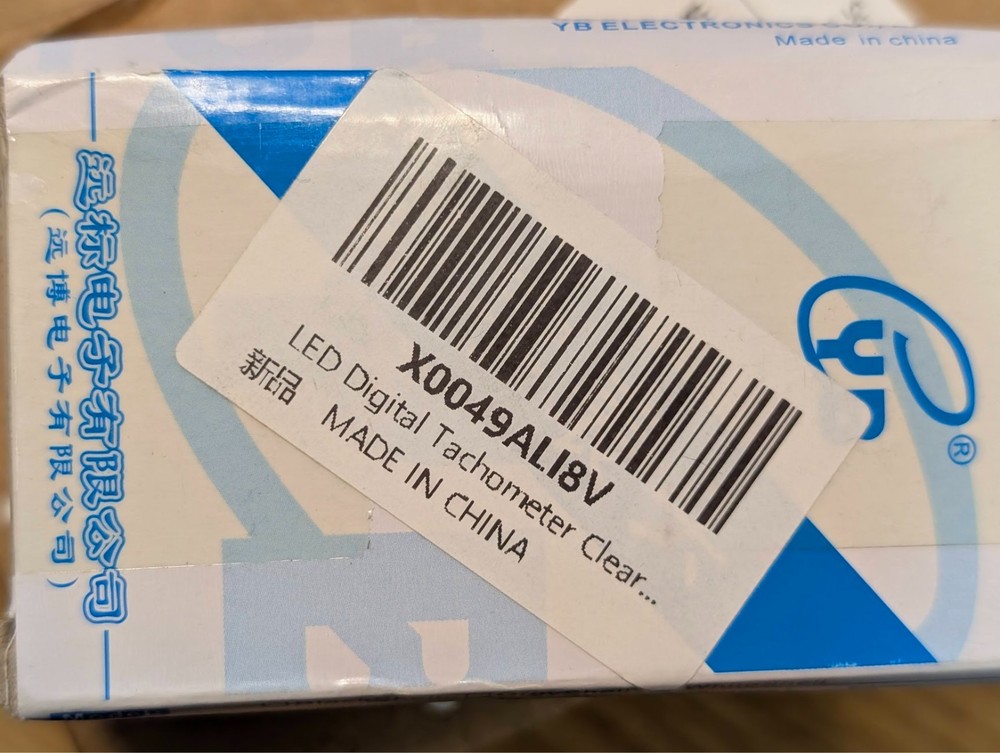 YB ELECTRONICS
Made in china
远标电子有限公司
(远博电子有限公司)
X0049ALI8V
LED Digital Tachometer Clear...
新品 MADE IN CHINA
YB
®